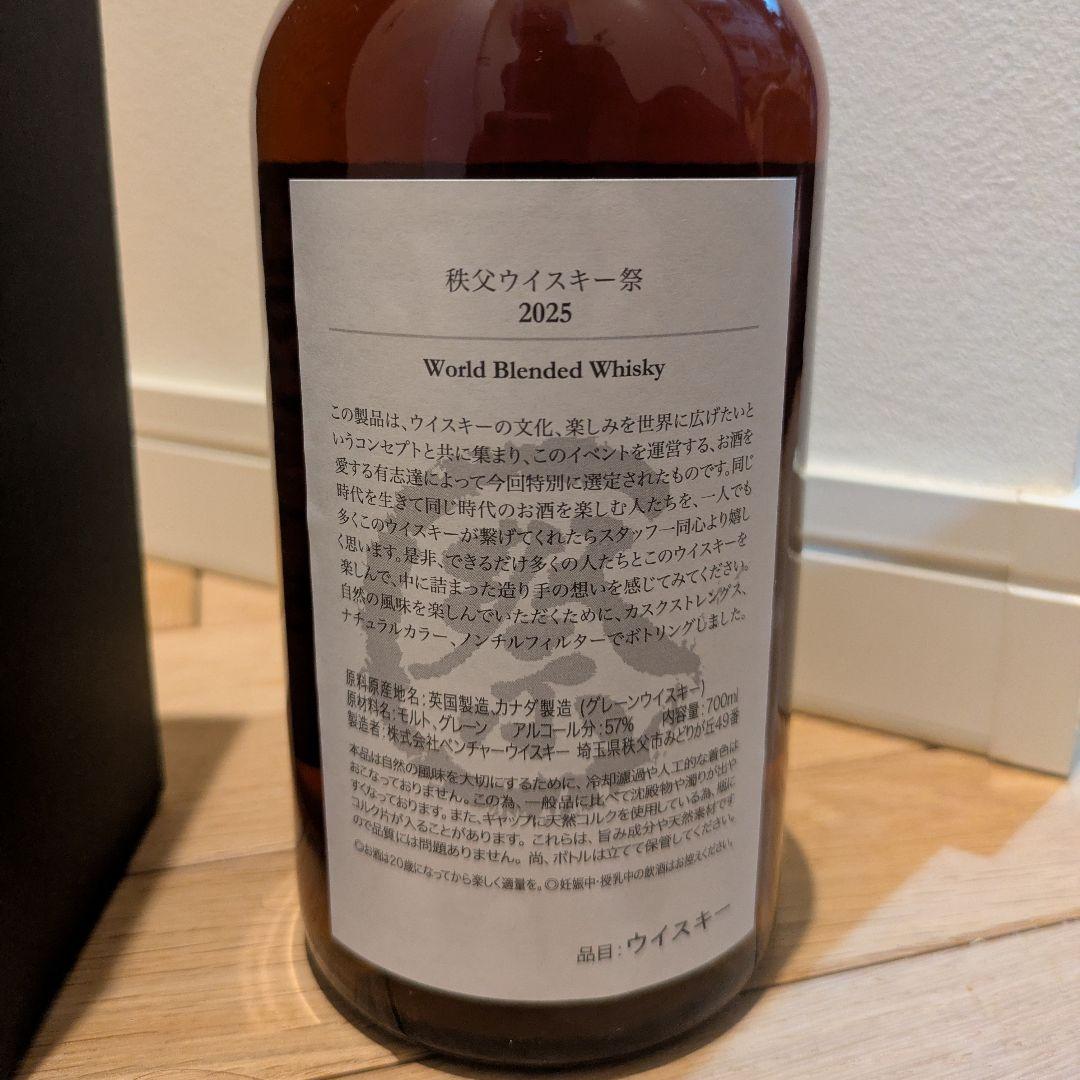 秩父ウイスキー祭
2025
World Blended Whisky
この製品は、ウイスキーの文化、楽しみを世界に広げたいと
いうコンセプトと共に集まり、このイベントを運営する、お酒を
愛する有志達によって今回特別に選定されたものです。同じ
時代を生きて同じ時代のお酒を楽しむ人たちを、一人でも
多くこのウイスキーが繋げてくれたらスタッフ一同心より嬉し
く思います。是非、できるだけ多くの人たちとこのウイスキーを
楽しんで、中に詰まった造り手の想いを感じてみてください。
自然の風味を楽しんでいただくために、カスクストレングス、
ナチュラルカラー、ノンチルフィルターでボトリングしました。
原料原産地名：英国製造、カナダ製造（グレーンウイスキー）
原材料名：モルト、グレーン アルコール分：57% 内容量：700ml
製造者：株式会社ベンチャーウイスキー 埼玉県秩父市みどりが丘49番
本品は自然の風味を大切にするために、冷却濾過や人工的な着色は
おこなっておりません。この為、一般品に比べて沈殿物や濁りが出や
すくなっております。また、キャップに天然コルクを使用している為、瓶に
コルク片が入ることがあります。これらは、旨み成分や天然素材です
ので品質には問題ありません。尚、ボトルは立てて保管してください。
◎お酒は20歳になってから楽しく適量を。◎妊娠中・授乳中の飲酒はお控えください。
品目：ウイスキー